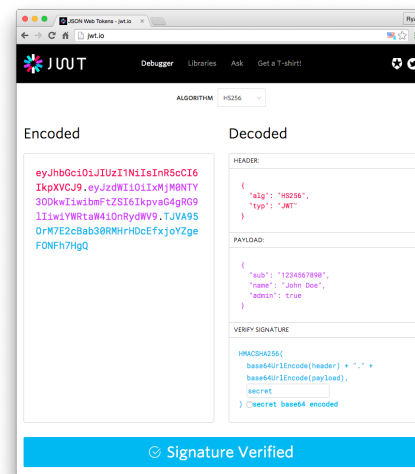 JSON Web Tokens - jwt.io
Rya
jwt.io
JWT
Debugger Libraries Ask Get a T-shirt!
ALGORITHM HS256
Encoded
Decoded
eyJhbGciOiJIUzI1NiIsInR5cCI6
IkpXVCJ9.eyJzdWIiOiIxMjM0NTY
3ODkwIiwibmFtZSI6IkpvaG4gRG9
lIiwiYWRtaW4iOnRydWV9.TJVA95
OrM7E2cBab30RMHrHDcEfxjoYZge
FONFh7HgQ
HEADER:
{
"alg": "HS256",
"typ": "JWT"
}
PAYLOAD:
{
"sub": "1234567890",
"name": "John Doe",
"admin": true
}
VERIFY SIGNATURE
HMACSHA256(
base64UrlEncode(header) + "." +
base64UrlEncode(payload),
secret
) secret base64 encoded
Signature Verified